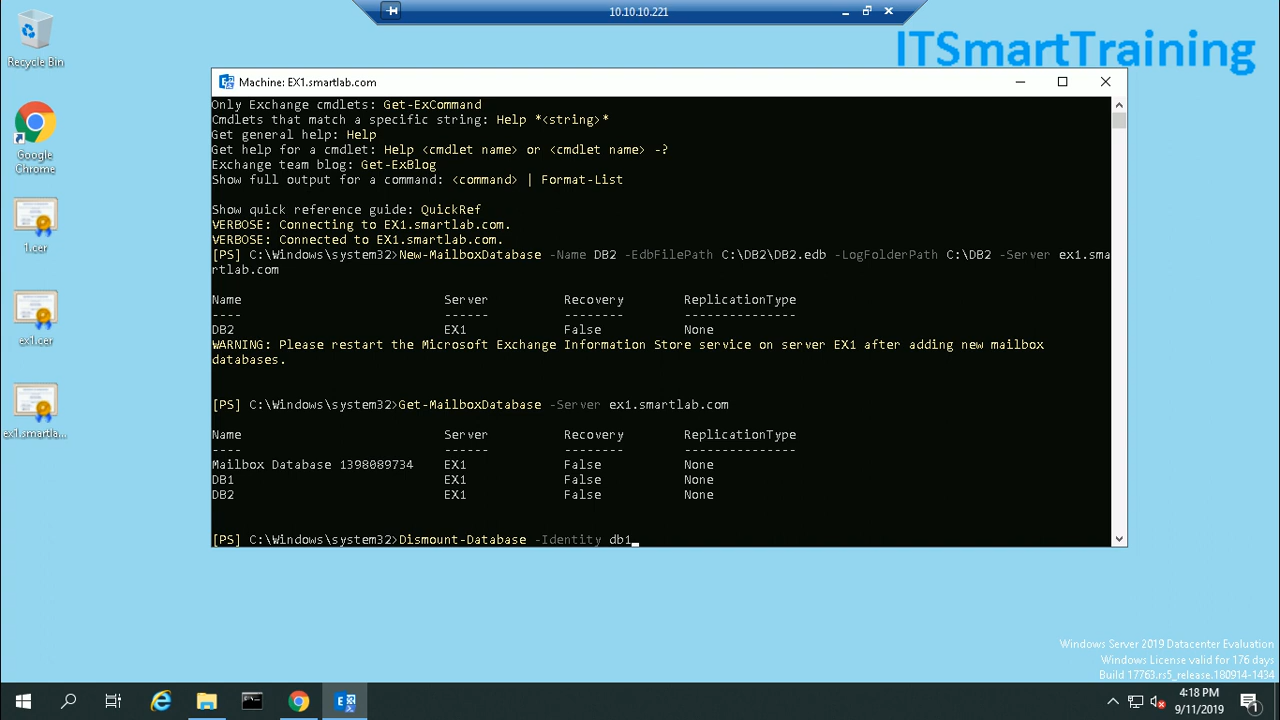 10.10.10.221
ITSmartTraining
Recycle Bin
Google
Chrome
1.cer
ex1.cer
ex1.smartla...
Machine: EX1.smartlab.com
Only Exchange cmdlets: Get-ExCommand
Cmdlets that match a specific string: Help *<string>*
Get general help: Help
Get help for a cmdlet: Help <cmdlet name> or <cmdlet name> -?
Exchange team blog: Get-ExBlog
Show full output for a command: <command> | Format-List
Show quick reference guide: QuickRef
VERBOSE: Connecting to EX1.smartlab.com.
VERBOSE: Connected to EX1.smartlab.com.
[PS] C:\Windows\system32>New-MailboxDatabase -Name DB2 -EdbFilePath C:\DB2\DB2.edb -LogFolderPath C:\DB2 -Server ex1.sma
rtlab.com
Name Server Recovery ReplicationType
---- ------ -------- ---------------
DB2 EX1 False None
WARNING: Please restart the Microsoft Exchange Information Store service on server EX1 after adding new mailbox
databases.
[PS] C:\Windows\system32>Get-MailboxDatabase -Server ex1.smartlab.com
Name Server Recovery ReplicationType
---- ------ -------- ---------------
Mailbox Database 1398089734 EX1 False None
DB1 EX1 False None
DB2 EX1 False None
[PS] C:\Windows\system32>Dismount-Database -Identity db1_
Windows Server 2019 Datacenter Evaluation
Windows License valid for 176 days
Build 17763.rs5_release.180914-1434
4:18 PM
9/11/2019
1